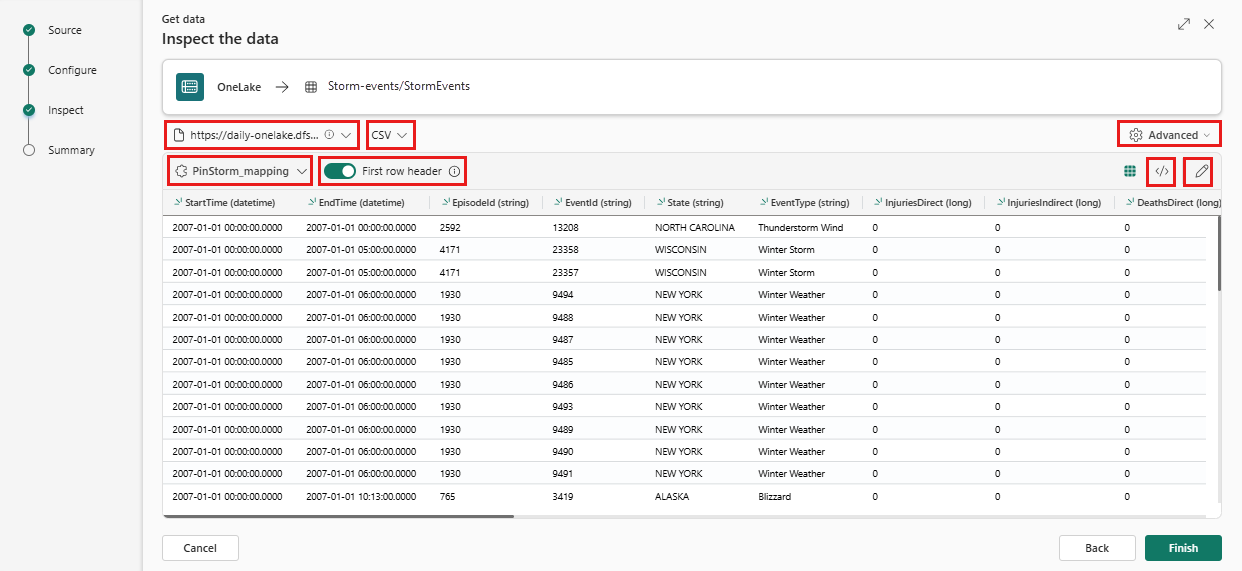 Source
Configure
Inspect
Summary
Get data
Inspect the data
OneLake Storm-events/StormEvents
https://daily-onelake.dfs... CSV Advanced
PinStorm_mapping First row header </>
StartTime (datetime) EndTime (datetime) EpisodeId (string) EventId (string) State (string) EventType (string) InjuriesDirect (long) InjuriesIndirect (long) DeathsDirect (long)
2007-01-01 00:00:00.0000 2007-01-01 00:00:00.0000 2592 13208 NORTH CAROLINA Thunderstorm Wind 0 0 0
2007-01-01 00:00:00.0000 2007-01-01 05:00:00.0000 4171 23358 WISCONSIN Winter Storm 0 0 0
2007-01-01 00:00:00.0000 2007-01-01 05:00:00.0000 4171 23357 WISCONSIN Winter Storm 0 0 0
2007-01-01 00:00:00.0000 2007-01-01 06:00:00.0000 1930 9494 NEW YORK Winter Weather 0 0 0
2007-01-01 00:00:00.0000 2007-01-01 06:00:00.0000 1930 9488 NEW YORK Winter Weather 0 0 0
2007-01-01 00:00:00.0000 2007-01-01 06:00:00.0000 1930 9487 NEW YORK Winter Weather 0 0 0
2007-01-01 00:00:00.0000 2007-01-01 06:00:00.0000 1930 9485 NEW YORK Winter Weather 0 0 0
2007-01-01 00:00:00.0000 2007-01-01 06:00:00.0000 1930 9486 NEW YORK Winter Weather 0 0 0
2007-01-01 00:00:00.0000 2007-01-01 06:00:00.0000 1930 9493 NEW YORK Winter Weather 0 0 0
2007-01-01 00:00:00.0000 2007-01-01 06:00:00.0000 1930 9489 NEW YORK Winter Weather 0 0 0
2007-01-01 00:00:00.0000 2007-01-01 06:00:00.0000 1930 9490 NEW YORK Winter Weather 0 0 0
2007-01-01 00:00:00.0000 2007-01-01 06:00:00.0000 1930 9491 NEW YORK Winter Weather 0 0 0
2007-01-01 00:00:00.0000 2007-01-01 10:13:00.0000 765 3419 ALASKA Blizzard 0 0 0
Cancel Back Finish